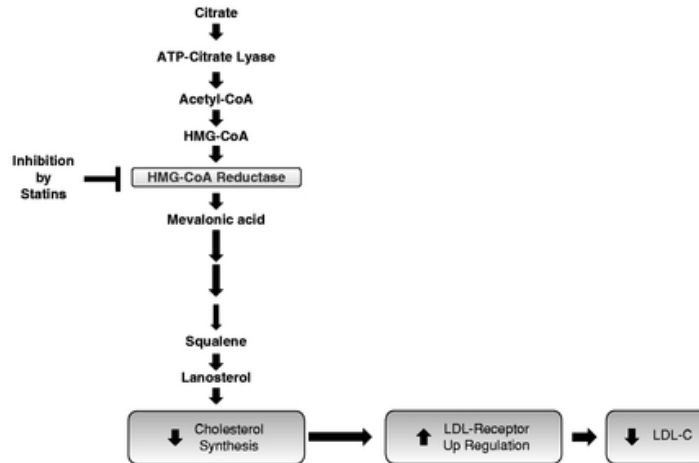 Citrate
ATP-Citrate Lyase
Acetyl-CoA
HMG-CoA
Inhibition
by
Statins
HMG-CoA Reductase
Mevalonic acid
Squalene
Lanosterol
Cholesterol
Synthesis
LDL-Receptor
Up Regulation
LDL-C